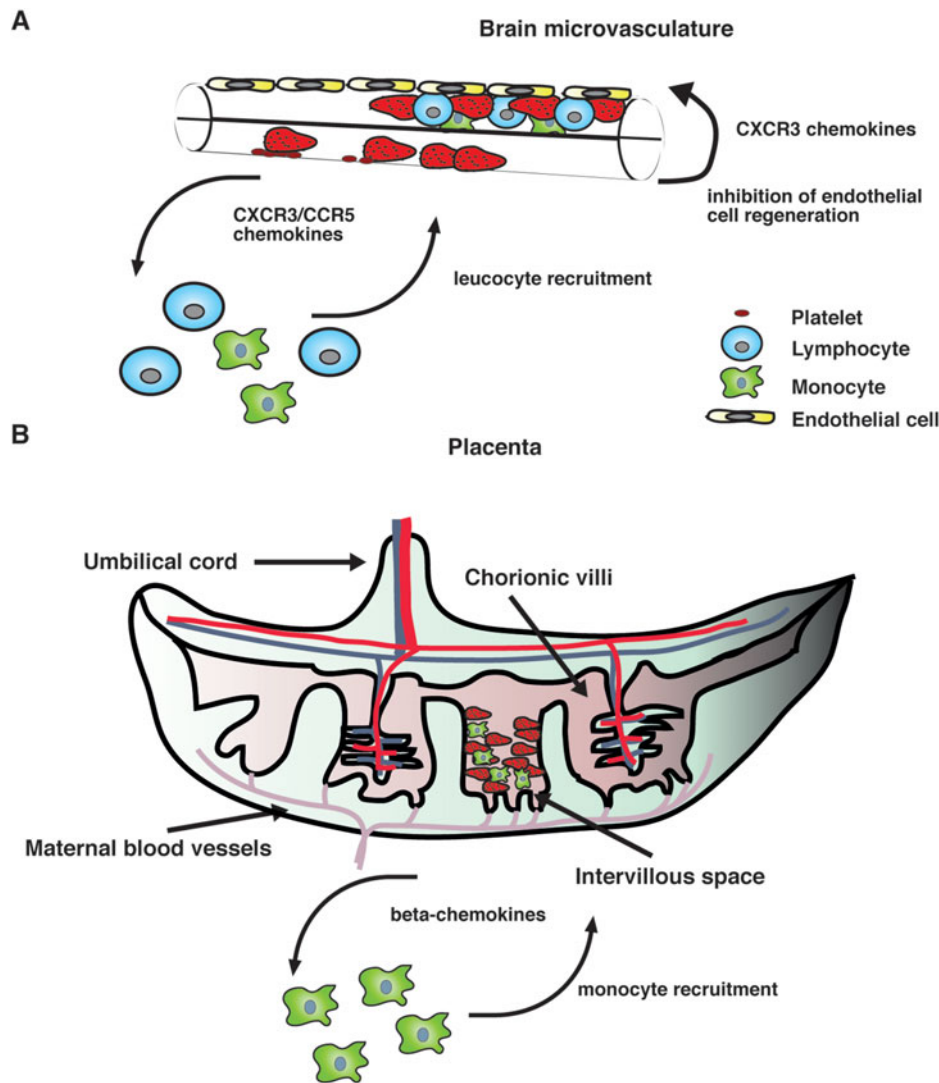 A
Brain microvasculature
CXCR3 chemokines
inhibition of endothelial
cell regeneration
CXCR3/CCR5
chemokines
leucocyte recruitment
Platelet
Lymphocyte
Monocyte
Endothelial cell
B
Placenta
Umbilical cord
Chorionic villi
Maternal blood vessels
Intervillous space
beta-chemokines
monocyte recruitment